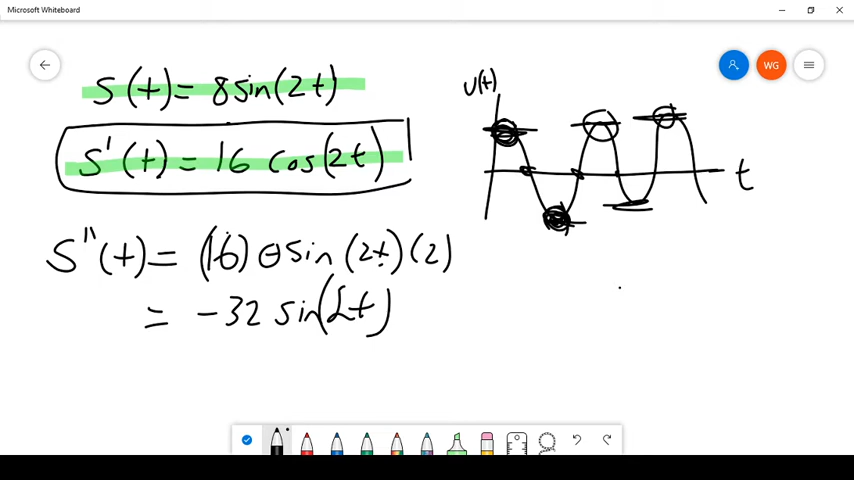 Microsoft Whiteboard
WG
S(t) = 8sin(2t)
S'(t) = 16 cos(2t)
S''(t) = (16) ⊖sin(2t)(2)
= -32 sin(2t)
v(t)
t